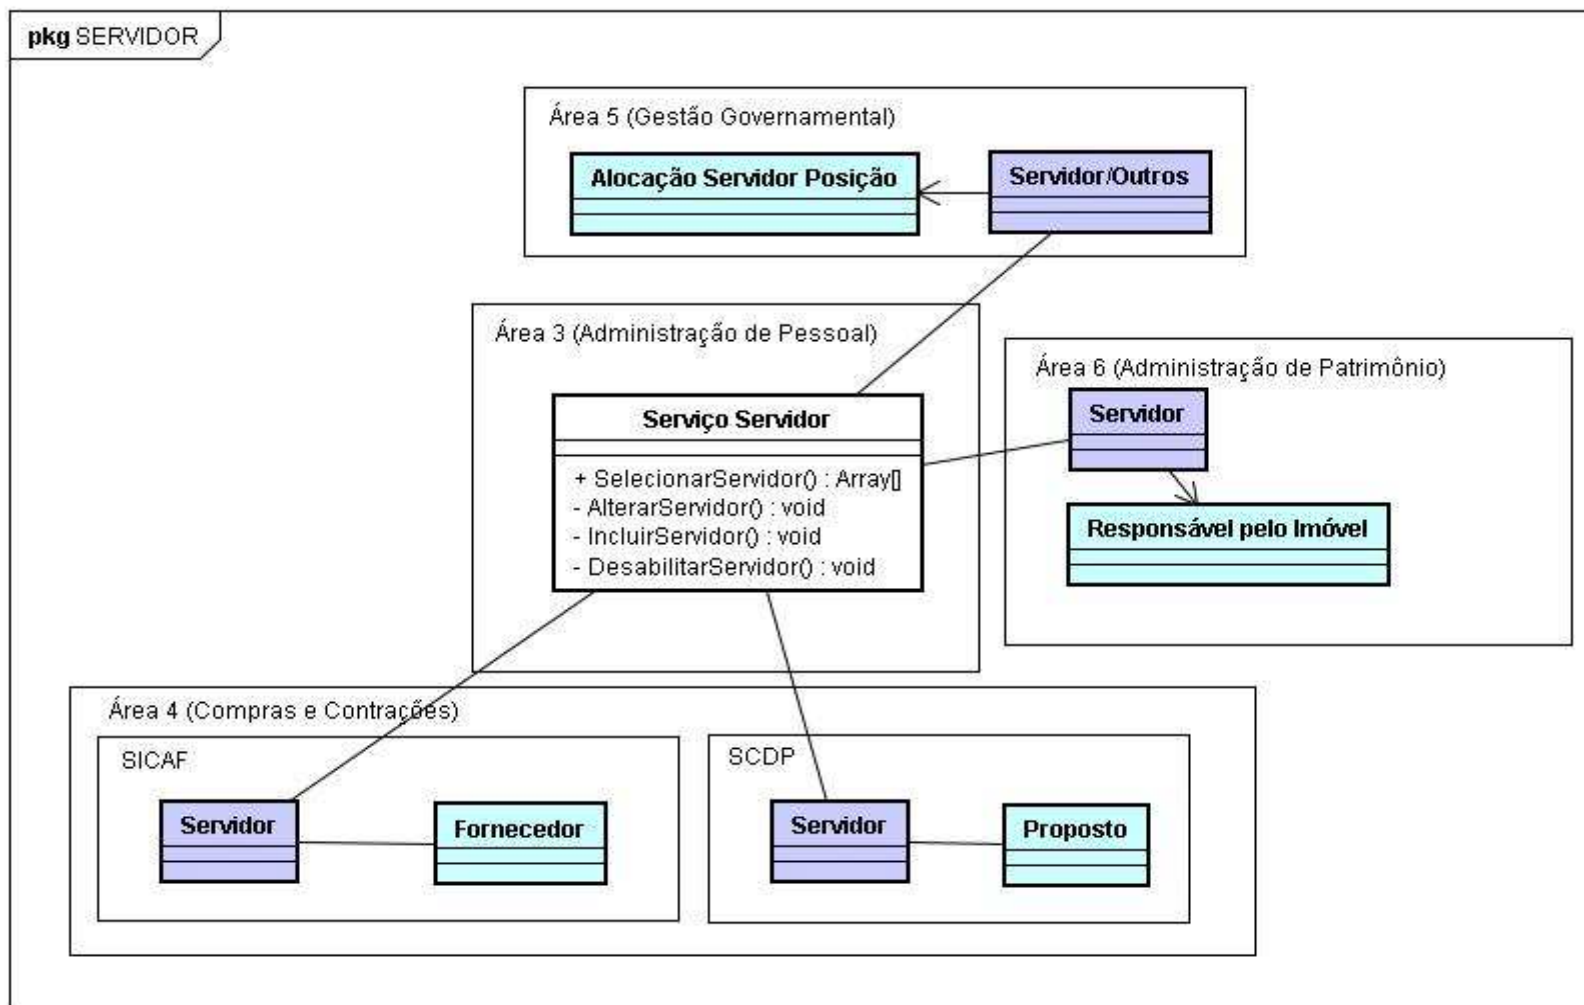 pkg SERVIDOR
Área 5 (Gestão Governamental)
Alocação Servidor Posição
Servidor/Outros
Área 3 (Administração de Pessoal)
Serviço Servidor
+ SelecionarServidor() : Array[]
- AlterarServidor() : void
- IncluirServidor() : void
- DesabilitarServidor() : void
Área 6 (Administração de Patrimônio)
Servidor
Responsável pelo Imóvel
Área 4 (Compras e Contrações)
SICAF
Servidor
Fornecedor
SCDP
Servidor
Proposto